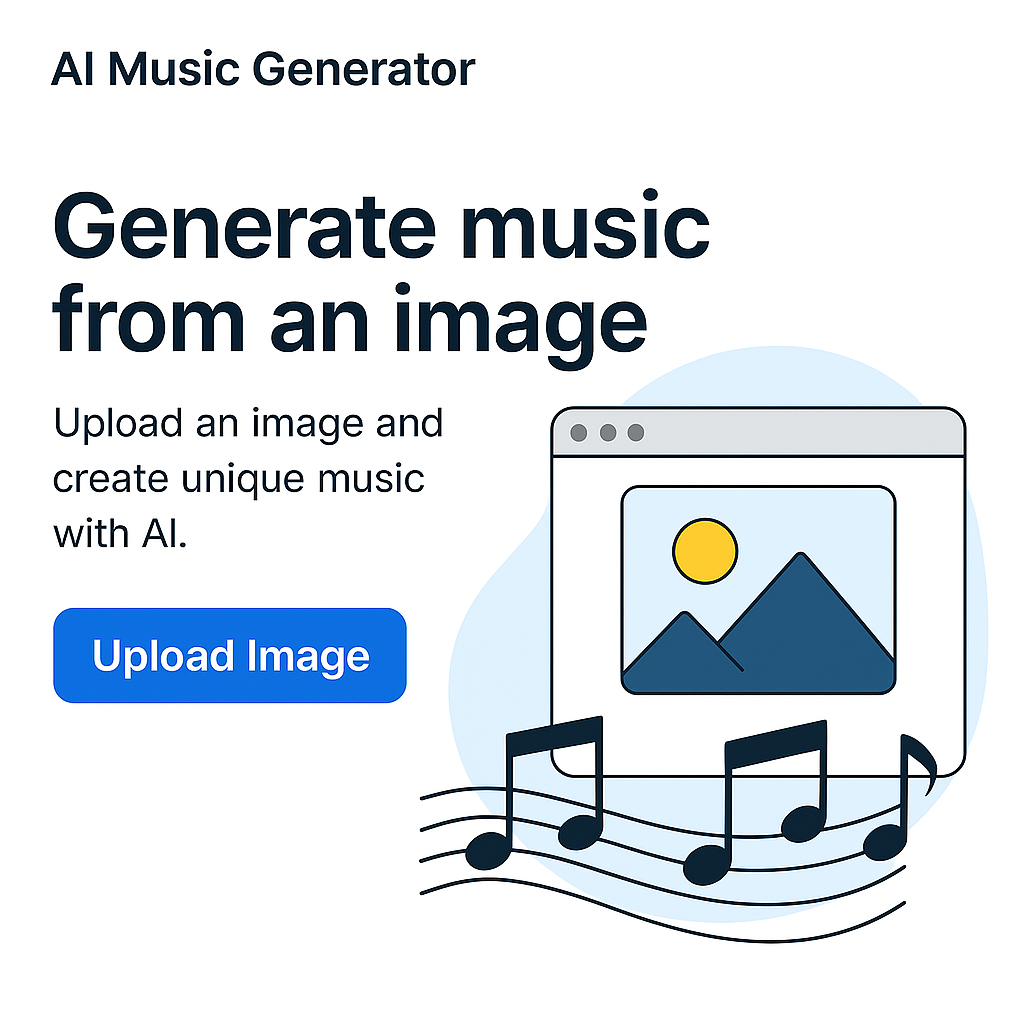 AI Music Generator
Generate music
from an image
Upload an image and
create unique music
with AI.
Upload Image